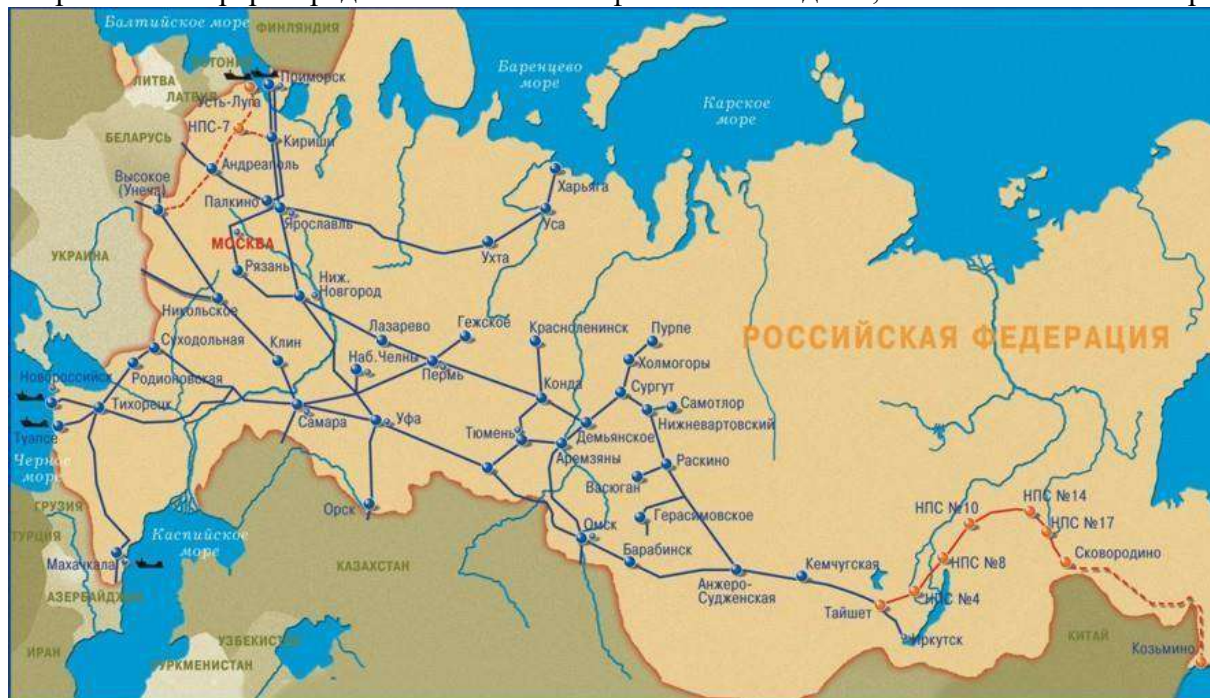 Балтийское море
ФИНЛЯНДИЯ
ЛИТВА
ЛАТВИЯ
Приморск
Усть-Луга
НПС-7
БЕЛАРУСЬ
Кириши
Андреаполь
Высокое
(Унеча)
Палкино
Ярославль
УКРАИНА
МОСКВА
Рязань
Ниж.
Новгород
Никольское
Баренцево
море
Карское
море
Харьяга
Уса
Ухта
РОССИЙСКАЯ ФЕДЕРАЦИЯ
Суходольная
Клин
Лазарево
Гежское
Красноленинск
Пурпе
Холмогоры
Наб.Челны
Пермь
Новороссийск
Родионовская
Тихорецк
Туапсе
Самара
Уфа
Конда
Сургут
Самотлор
Нижневартовский
Тюмень
Демьянское
Аремзяны
Раскино
Васюган
Герасимовское
Черное
море
ГРУЗИЯ
ТУРЦИЯ
Орск
Каспийское
море
Махачкала
КАЗАХСТАН
Омск
Барабинск
Анжеро-
Судженская
Кемчугская
Тайшет
НПС №4
НПС №8
НПС №10
НПС №14
НПС №17
Сковородино
Иркутск
КИТАЙ
Козьмино
АЗЕРБАЙДЖАН
ИРАН
УЗБЕКИСТАН
ТУРКМЕНИСТАН